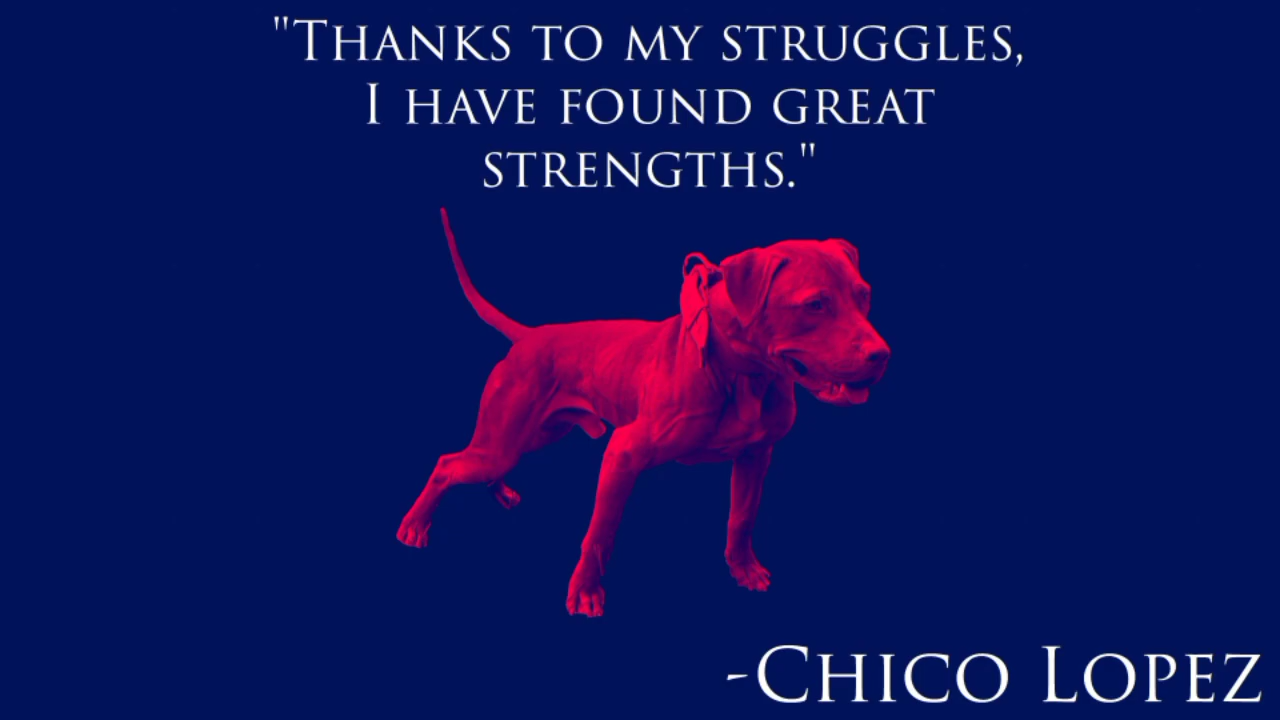 "Thanks to my struggles,
I have found great
strengths."
-Chico Lopez